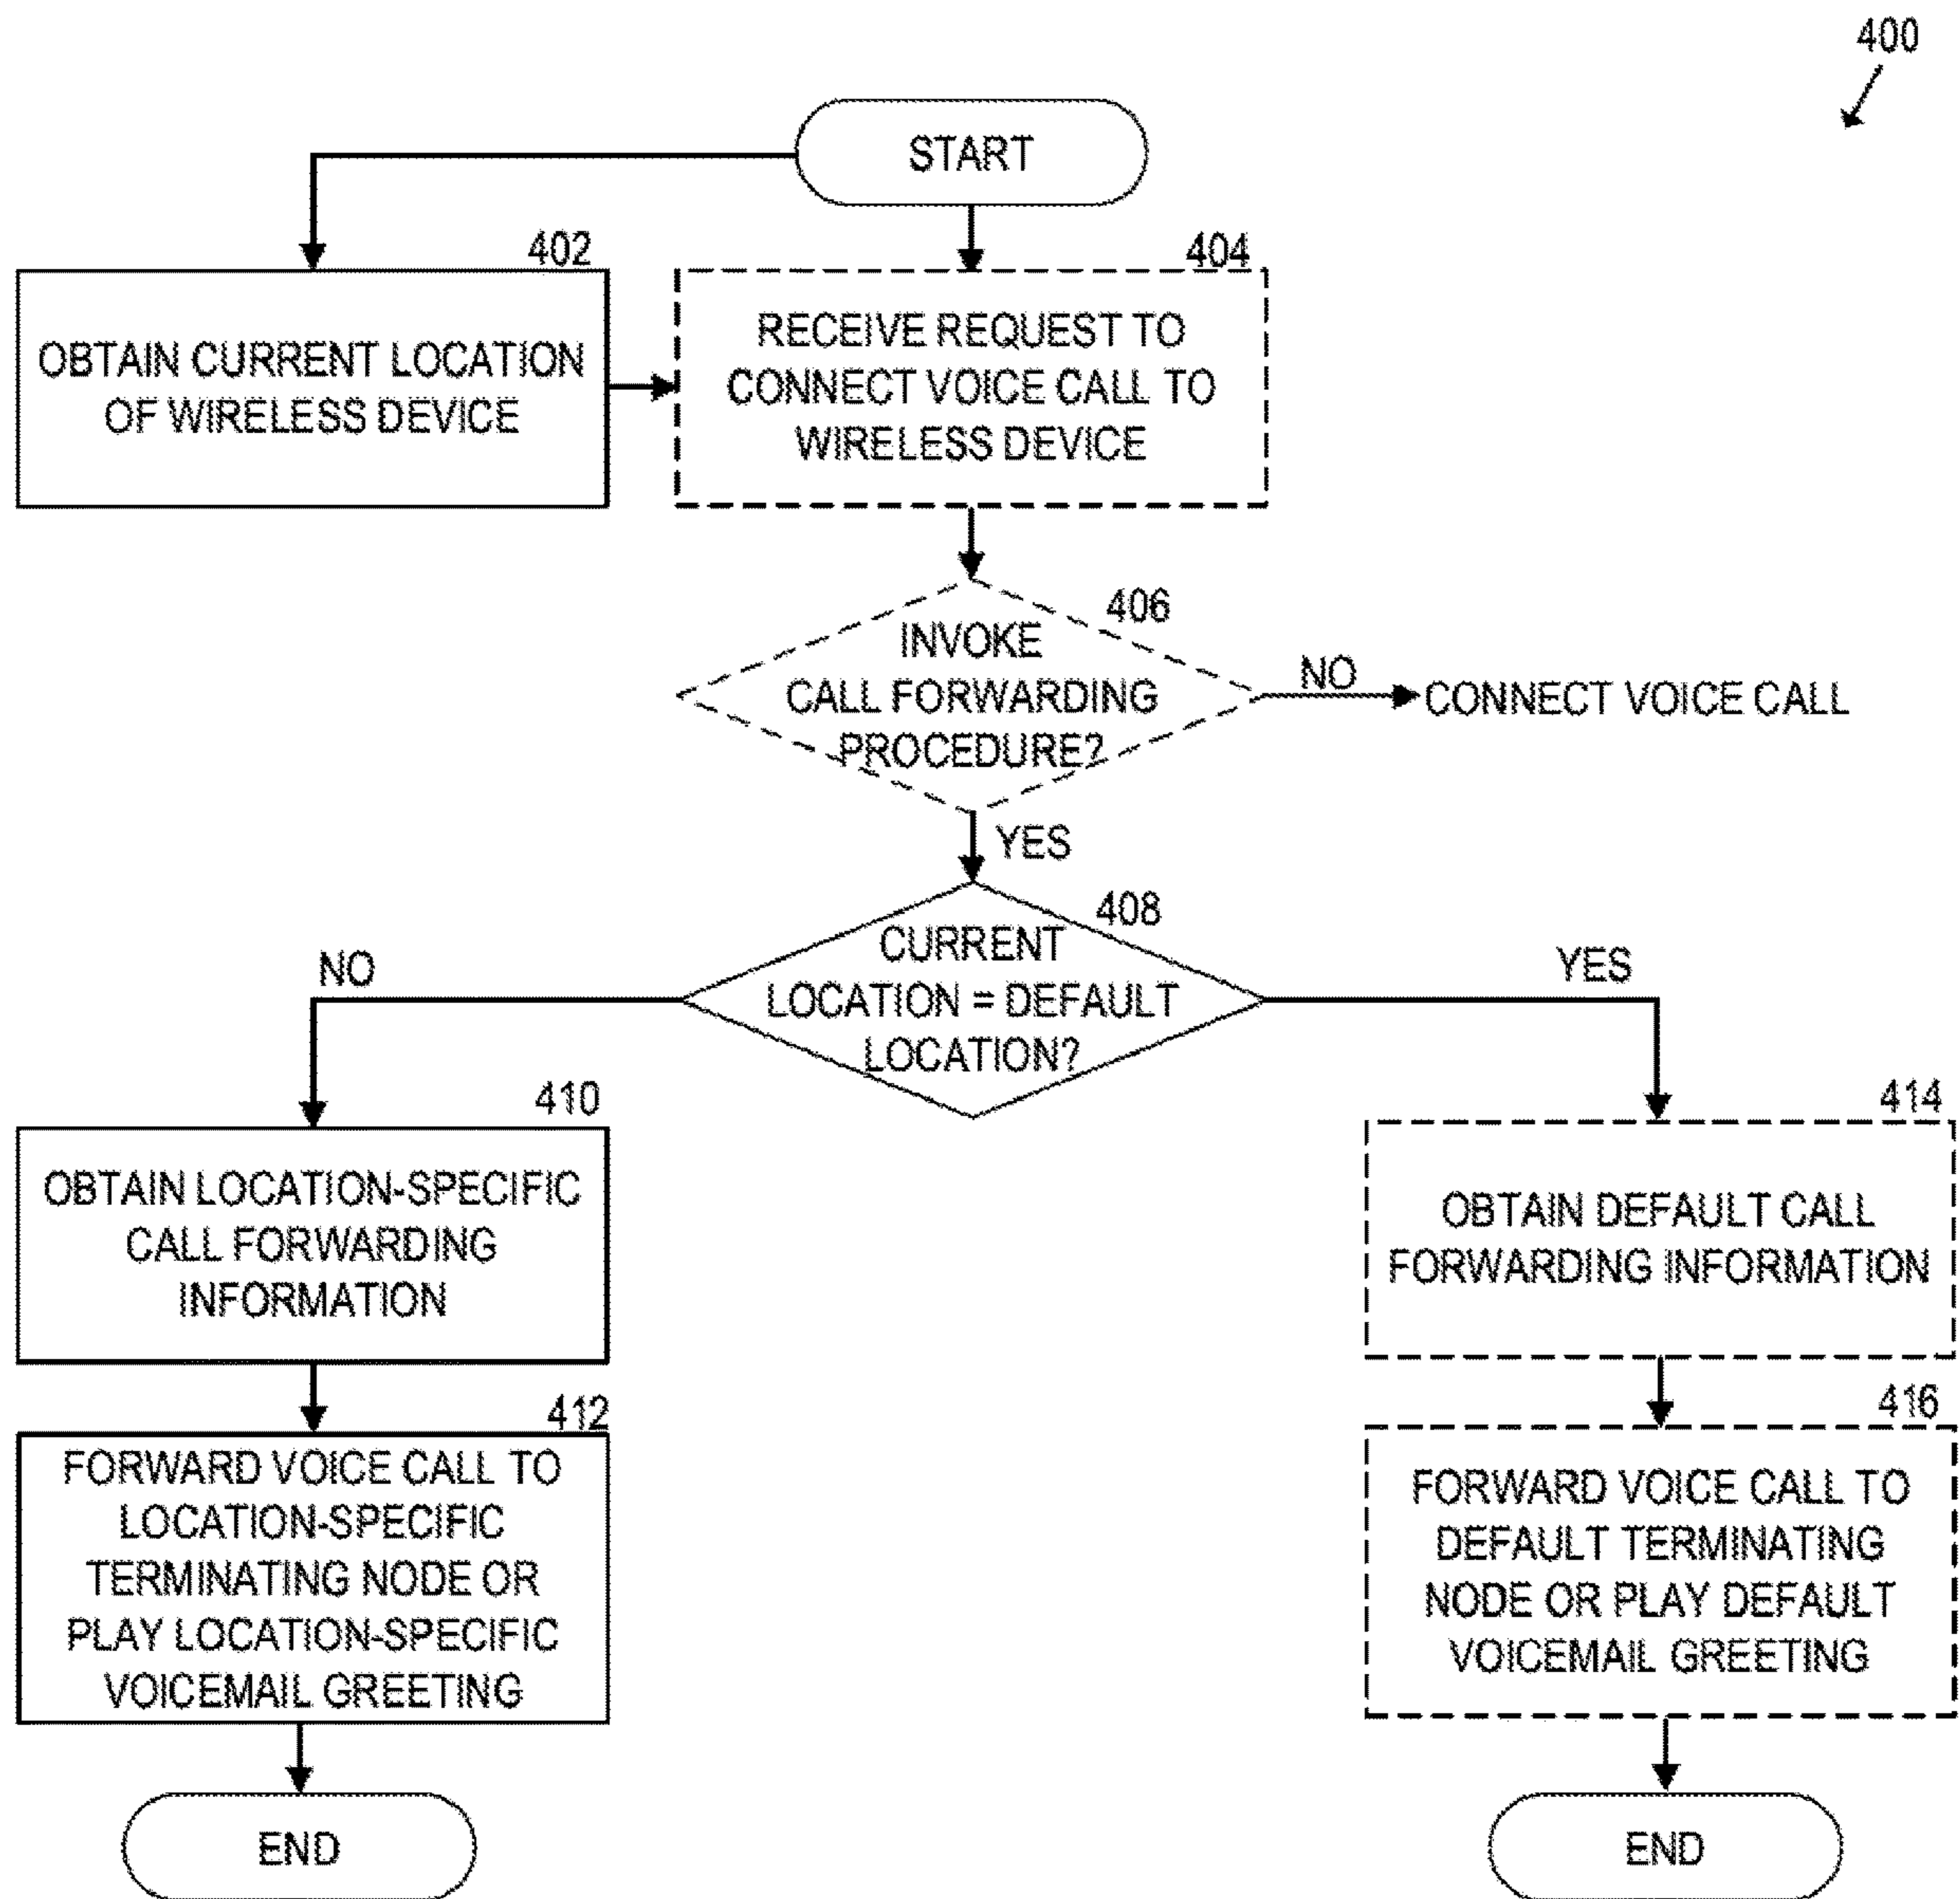 400
START
402
OBTAIN CURRENT LOCATION
OF WIRELESS DEVICE
404
RECEIVE REQUEST TO
CONNECT VOICE CALL TO
WIRELESS DEVICE
406
INVOKE
CALL FORWARDING
PROCEDURE?
NO
CONNECT VOICE CALL
YES
408
CURRENT
LOCATION = DEFAULT
LOCATION?
NO
YES
410
OBTAIN LOCATION-SPECIFIC
CALL FORWARDING
INFORMATION
412
FORWARD VOICE CALL TO
LOCATION-SPECIFIC
TERMINATING NODE OR
PLAY LOCATION-SPECIFIC
VOICEMAIL GREETING
END
414
OBTAIN DEFAULT CALL
FORWARDING INFORMATION
416
FORWARD VOICE CALL TO
DEFAULT TERMINATING
NODE OR PLAY DEFAULT
VOICEMAIL GREETING
END